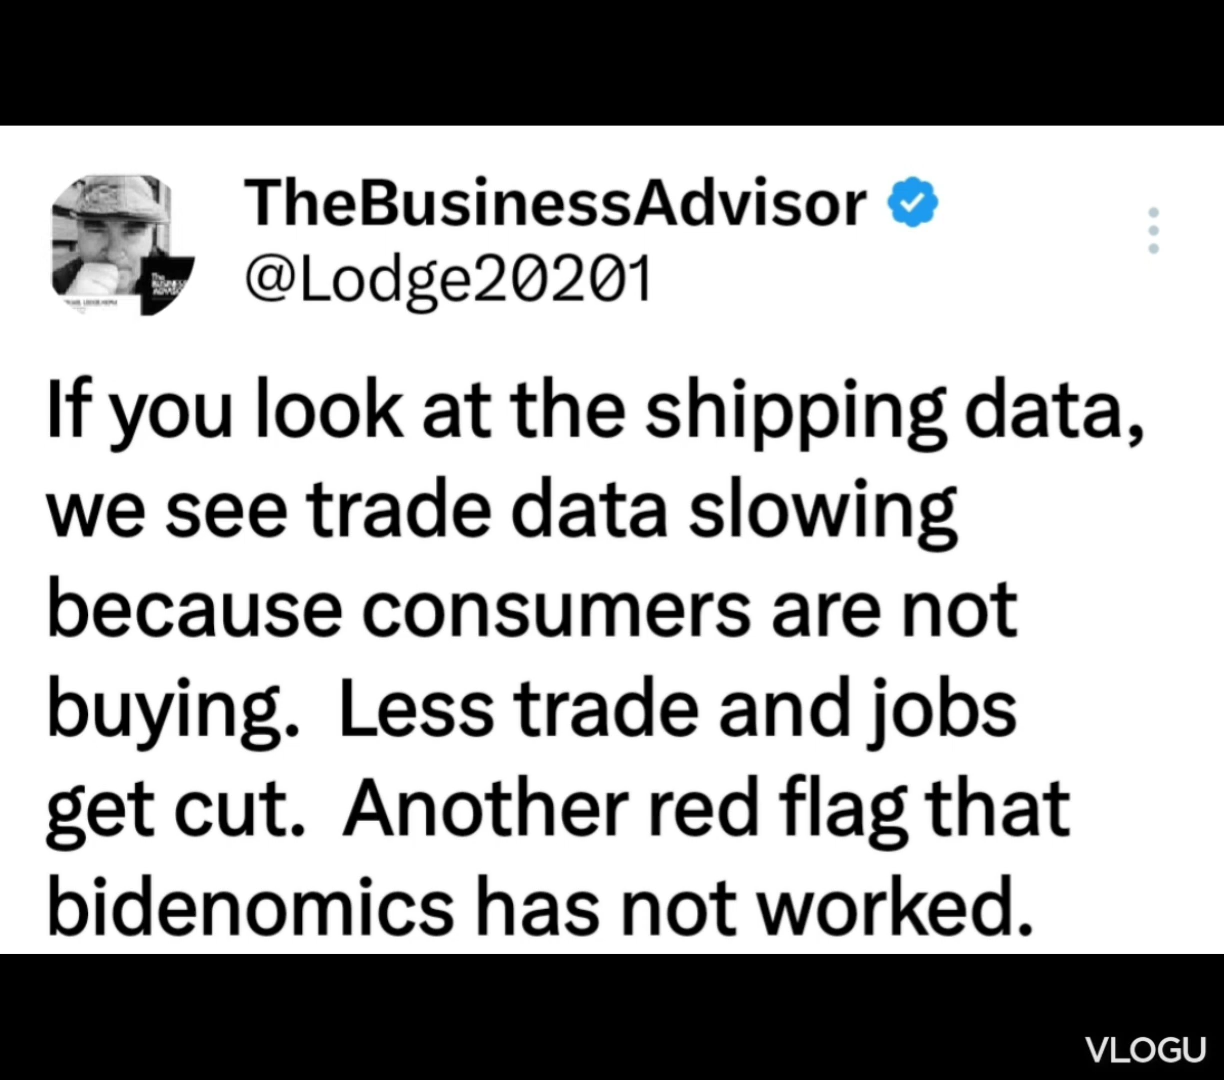 TheBusinessAdvisor
@Lodge20201
If you look at the shipping data,
we see trade data slowing
because consumers are not
buying.  Less trade and jobs
get cut.  Another red flag that
bidenomics has not worked.
VLOGU